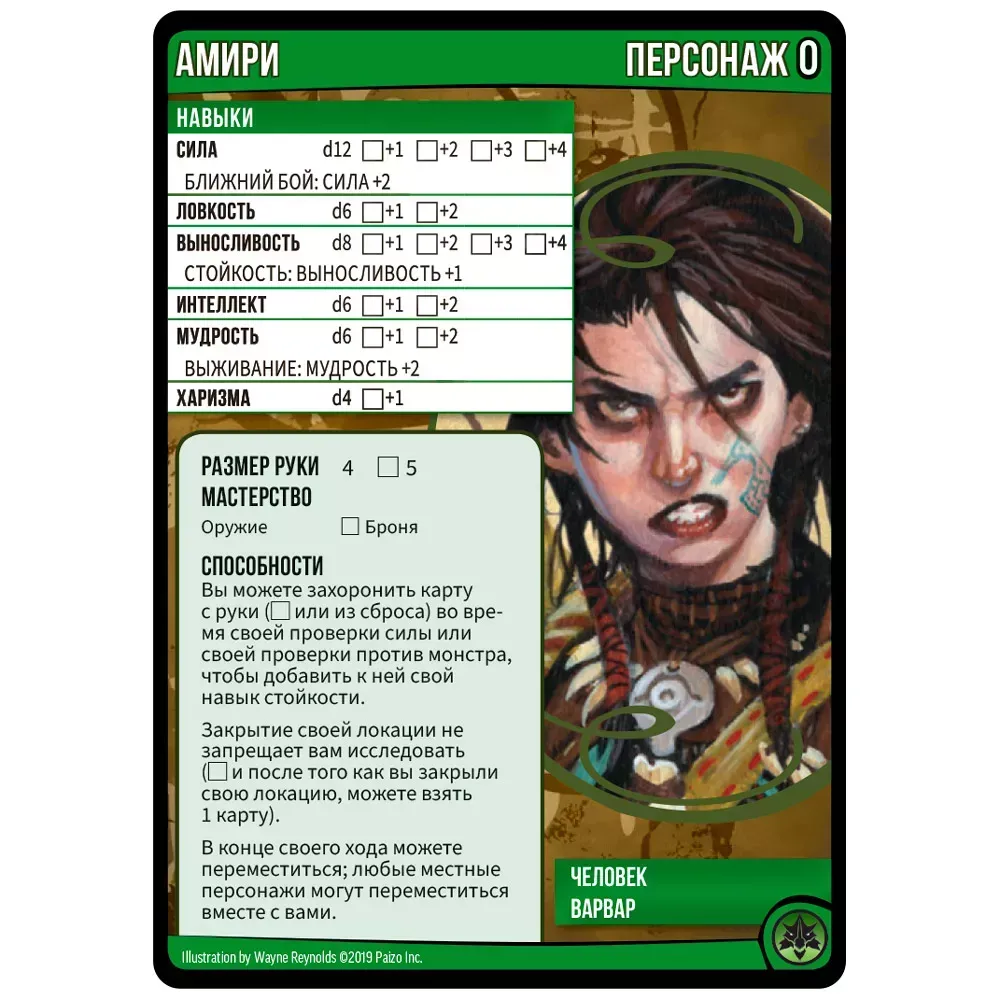 АМИРИ ПЕРСОНАЖ 0
НАВЫКИ
СИЛА d12 □+1 □+2 □+3 □+4
БЛИЖНИЙ БОЙ: СИЛА +2
ЛОВКОСТЬ d6 □+1 □+2
ВЫНОСЛИВОСТЬ d8 □+1 □+2 □+3 □+4
СТОЙКОСТЬ: ВЫНОСЛИВОСТЬ +1
ИНТЕЛЛЕКТ d6 □+1 □+2
МУДРОСТЬ d6 □+1 □+2
ВЫЖИВАНИЕ: МУДРОСТЬ +2
ХАРИЗМА d4 □+1
РАЗМЕР РУКИ 4 □ 5
МАСТЕРСТВО
Оружие □ Броня
СПОСОБНОСТИ
Вы можете захоронить карту
с руки (□ или из сброса) во вре-
мя своей проверки силы или
своей проверки против монстра,
чтобы добавить к ней свой
навык стойкости.
Закрытие своей локации не
запрещает вам исследовать
(□ и после того как вы закрыли
свою локацию, можете взять
1 карту).
В конце своего хода можете
переместиться; любые местные
персонажи могут переместиться
вместе с вами.
ЧЕЛОВЕК
ВАРВАР
Illustration by Wayne Reynolds ©2019 Paizo Inc.